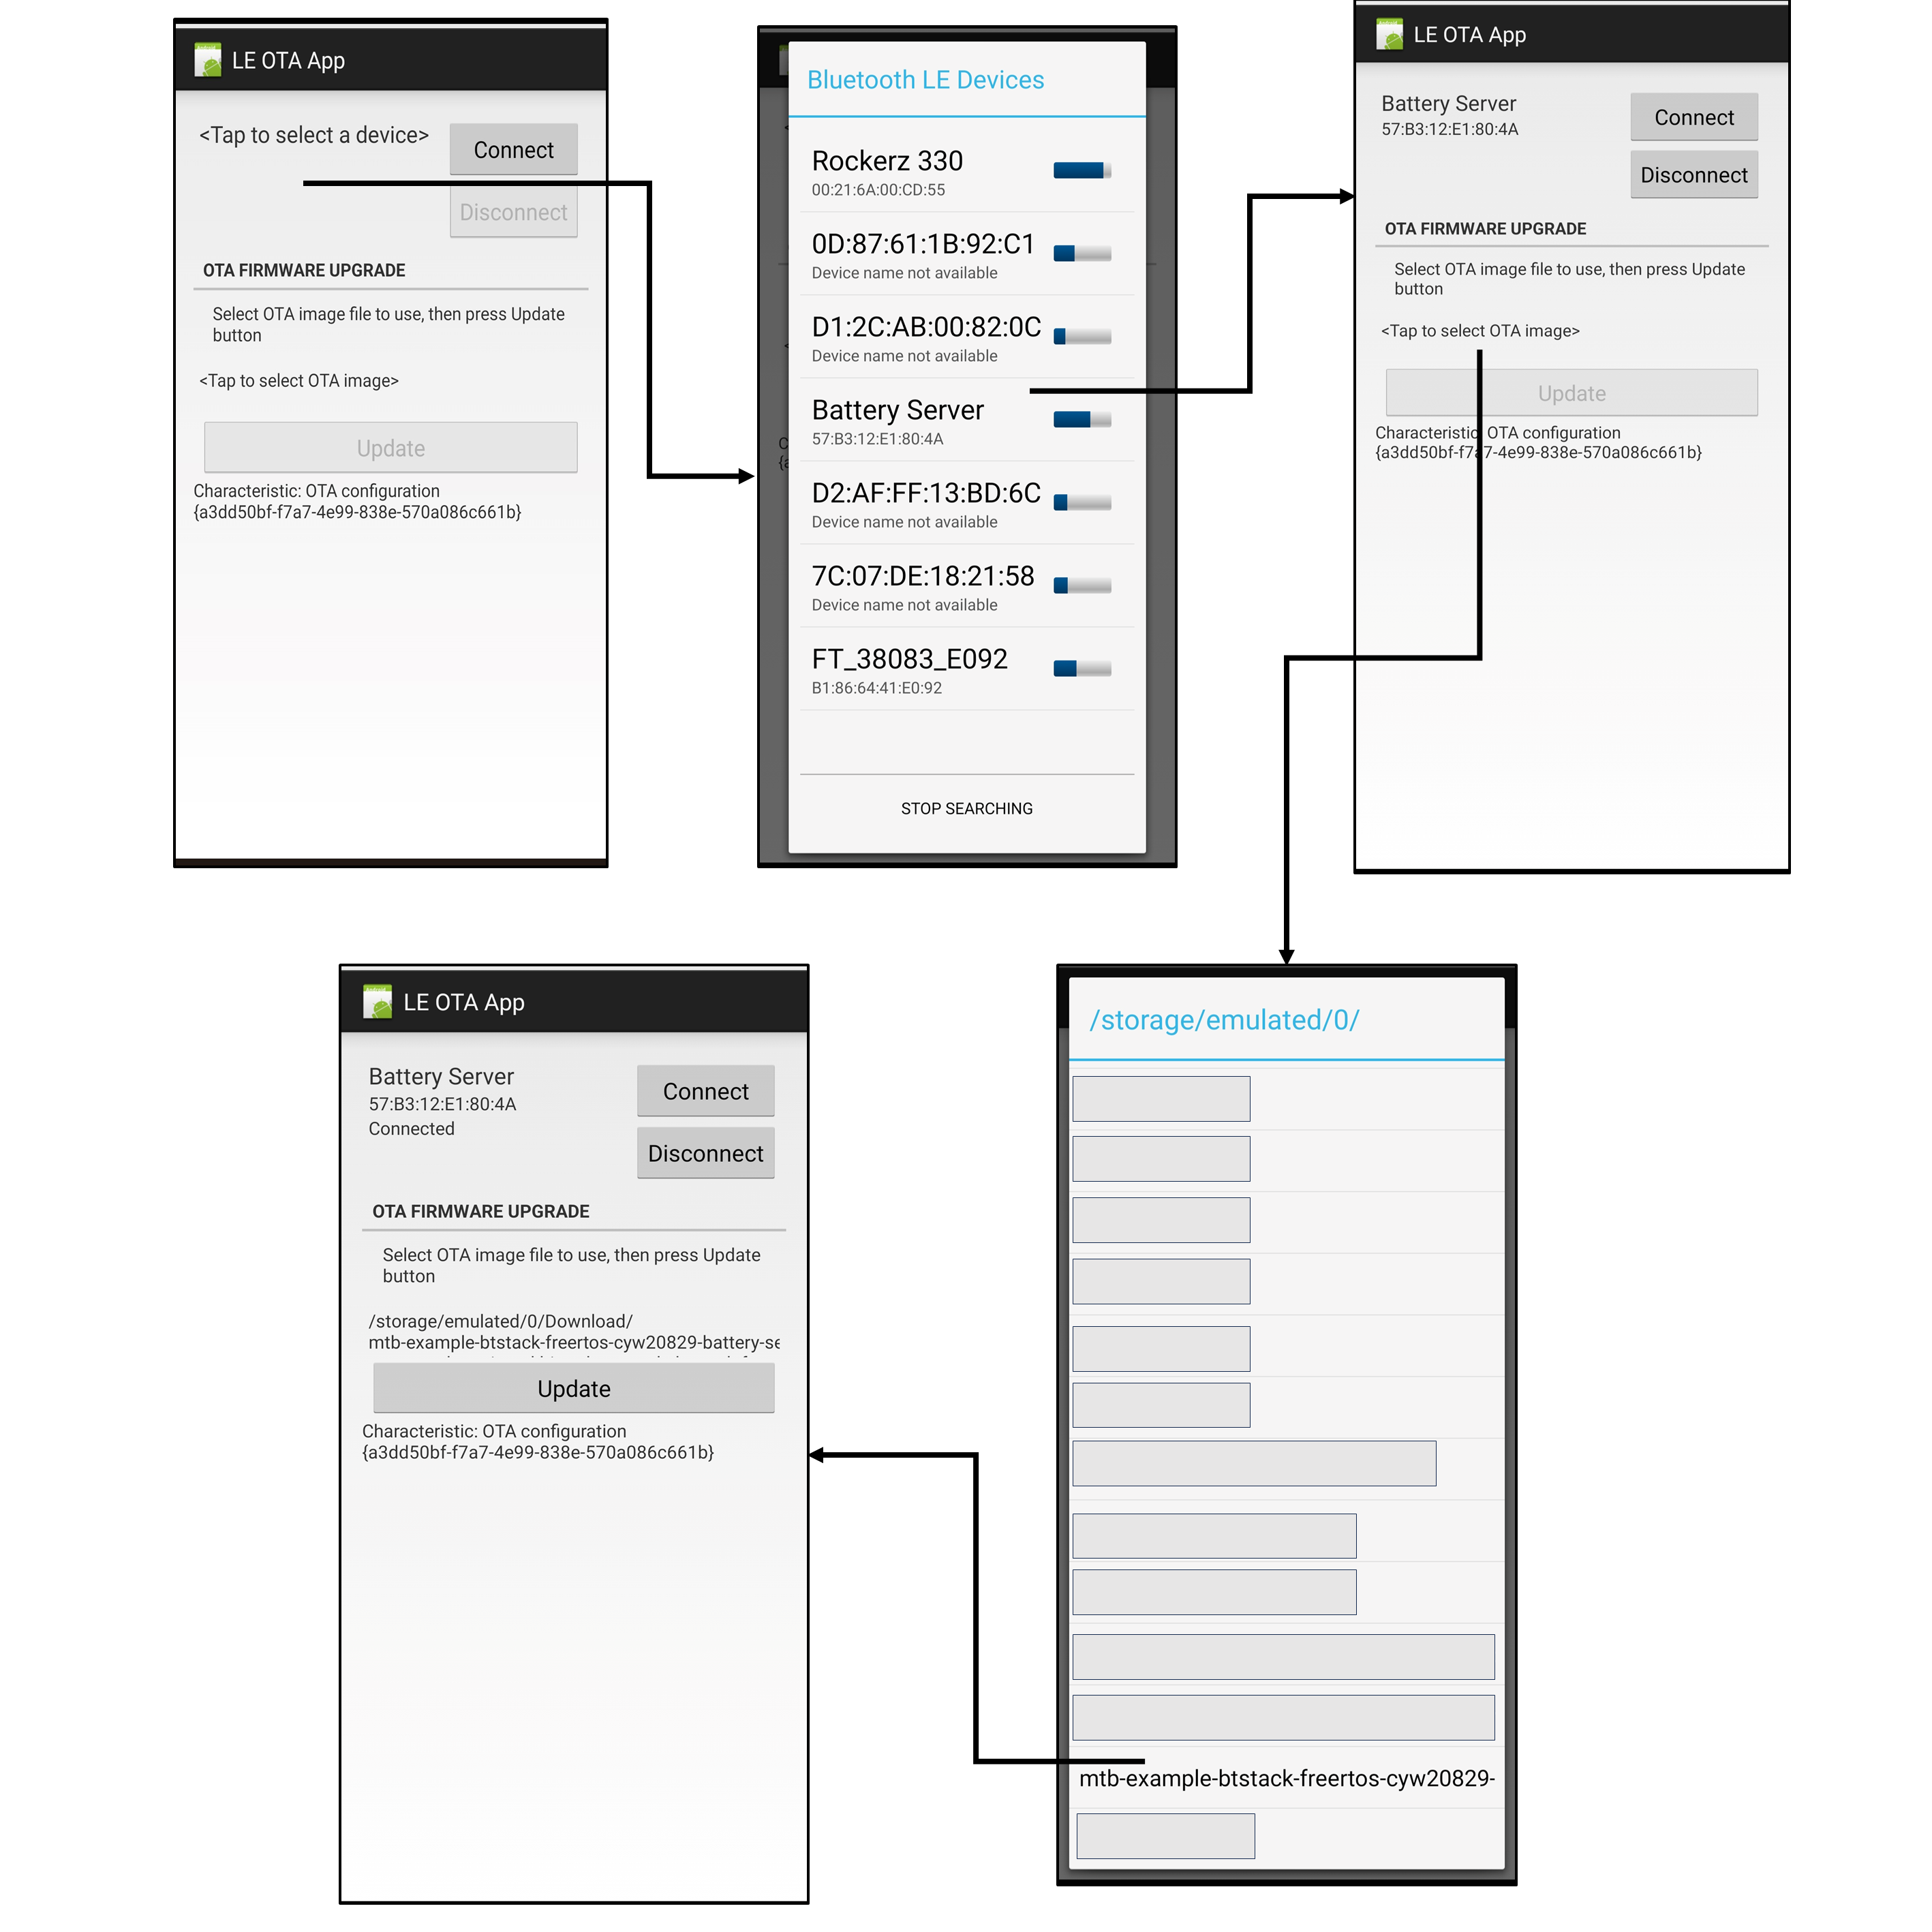 LE OTA App
<Tap to select a device>
Connect
Disconnect
OTA FIRMWARE UPGRADE
Select OTA image file to use, then press Update
button
<Tap to select OTA image>
Update
Characteristic: OTA configuration
{a3dd50bf-f7a7-4e99-838e-570a086c661b}
Bluetooth LE Devices
Rockerz 330
00:21:6A:00:CD:55
0D:87:61:1B:92:C1
Device name not available
D1:2C:AB:00:82:0C
Device name not available
Battery Server
57:B3:12:E1:80:4A
D2:AF:FF:13:BD:6C
Device name not available
7C:07:DE:18:21:58
Device name not available
FT_38083_E092
B1:86:64:41:E0:92
STOP SEARCHING
LE OTA App
Battery Server
57:B3:12:E1:80:4A
Connect
Disconnect
OTA FIRMWARE UPGRADE
Select OTA image file to use, then press Update
button
<Tap to select OTA image>
Update
Characteristic: OTA configuration
{a3dd50bf-f7a7-4e99-838e-570a086c661b}
LE OTA App
Battery Server
57:B3:12:E1:80:4A
Connected
Connect
Disconnect
OTA FIRMWARE UPGRADE
Select OTA image file to use, then press Update
button
/storage/emulated/0/Download/
mtb-example-btstack-freertos-cyw20829-battery-se
Update
Characteristic: OTA configuration
{a3dd50bf-f7a7-4e99-838e-570a086c661b}
/storage/emulated/0/
mtb-example-btstack-freertos-cyw20829-